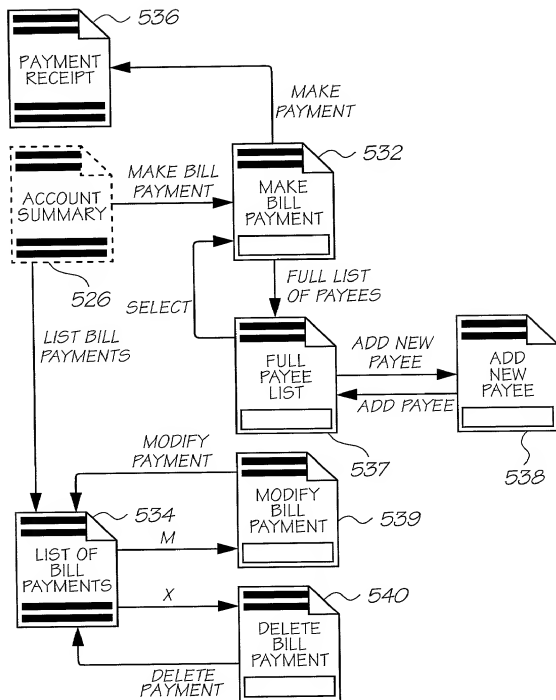 536
PAYMENT
RECEIPT
MAKE
PAYMENT
532
MAKE
BILL
PAYMENT
MAKE BILL
PAYMENT
ACCOUNT
SUMMARY
526
SELECT
FULL LIST
OF PAYEES
LIST BILL
PAYMENTS
FULL
PAYEE
LIST
537
ADD NEW
PAYEE
ADD PAYEE
ADD
NEW
PAYEE
538
MODIFY
PAYMENT
534
LIST OF
BILL
PAYMENTS
M
MODIFY
BILL
PAYMENT
539
X
540
DELETE
BILL
PAYMENT
DELETE
PAYMENT